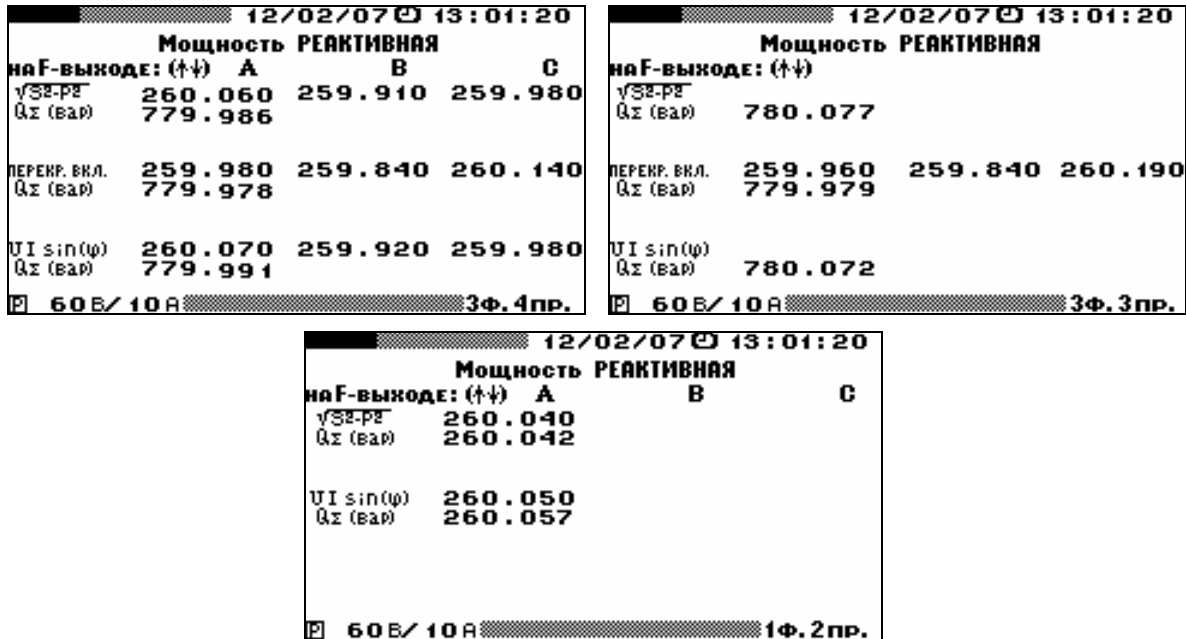 12/02/07 13:01:20
Мощность РЕАКТИВНАЯ
на F-выходе: (↑↓) A B C
√S²-P² 260.060 259.910 259.980
QΣ (вар) 779.986
ПЕРЕКР. ВКЛ. 259.980 259.840 260.140
QΣ (вар) 779.978
UI sin(φ) 260.070 259.920 259.980
QΣ (вар) 779.991
P 60В/ 10А 3Ф.4пр.
12/02/07 13:01:20
Мощность РЕАКТИВНАЯ
на F-выходе: (↑↓)
√S²-P²
QΣ (вар) 780.077
ПЕРЕКР. ВКЛ. 259.960 259.840 260.190
QΣ (вар) 779.979
UI sin(φ)
QΣ (вар) 780.072
P 60В/ 10А 3Ф.3пр.
12/02/07 13:01:20
Мощность РЕАКТИВНАЯ
на F-выходе: (↑↓) A B C
√S²-P² 260.040
QΣ (вар) 260.042
UI sin(φ) 260.050
QΣ (вар) 260.057
P 60В/ 10А 1Ф.2пр.